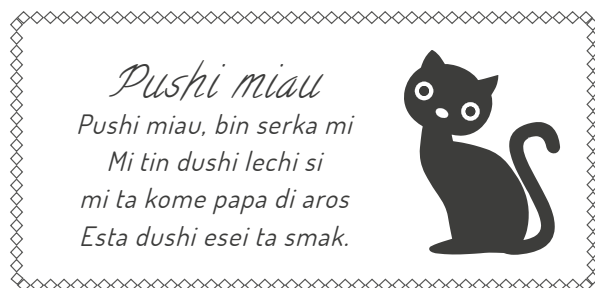 Pushi miau
Pushi miau, bin serka mi
Mi tin dushi lechi si
mi ta kome papa di aros
Esta dushi esei ta smak.